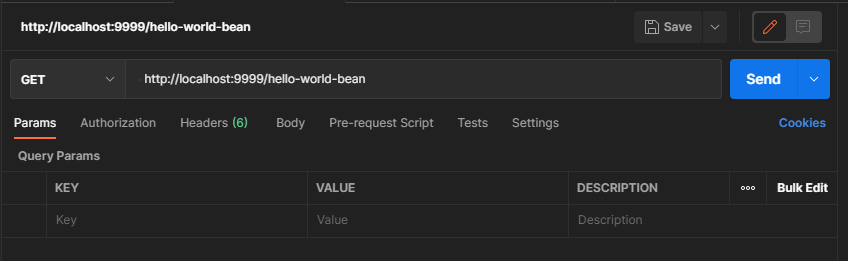 http://localhost:9999/hello-world-bean Save
GET http://localhost:9999/hello-world-bean Send
Params Authorization Headers (6) Body Pre-request Script Tests Settings Cookies
Query Params
KEY VALUE DESCRIPTION ooo Bulk Edit
Key Value Description